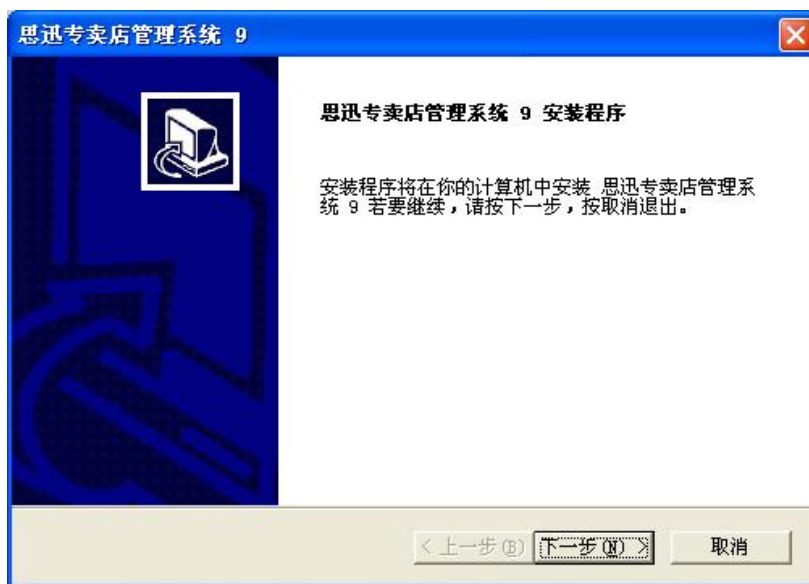 思迅专卖店管理系统 9
思迅专卖店管理系统 9 安装程序
安装程序将在你的计算机中安装 思迅专卖店管理系
统 9 若要继续，请按下一步，按取消退出。
< 上一步(B) 下一步(N) > 取消